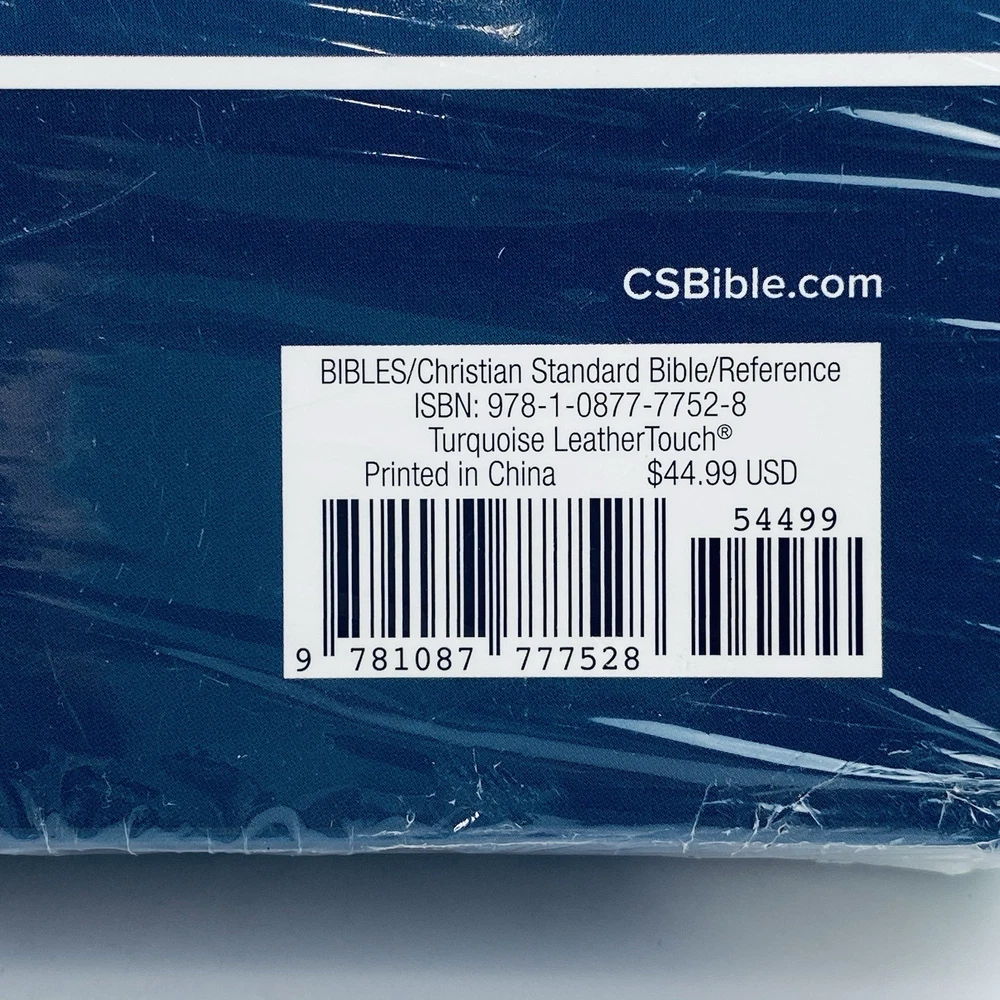 CSBible.com
BIBLES/Christian Standard Bible/Reference
ISBN: 978-1-0877-7752-8
Turquoise LeatherTouch®
Printed in China $44.99 USD
54499
9 781087 777528